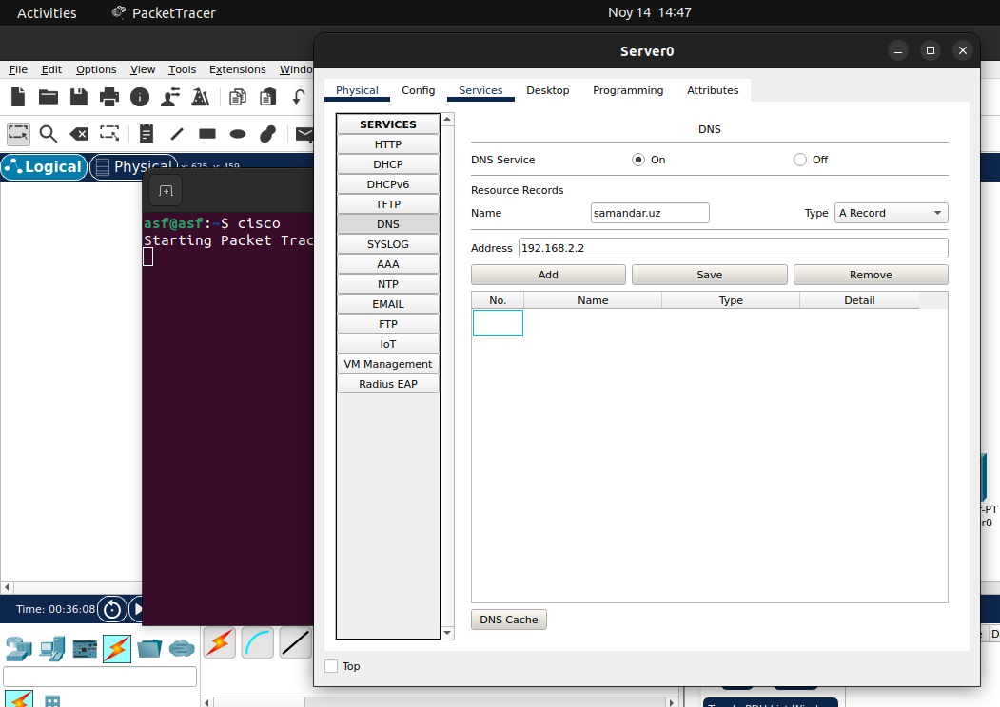 Activities PacketTracer Noy 14 14:47
Server0
File Edit Options View Tools Extensions Windo
Physical Config Services Desktop Programming Attributes
SERVICES
HTTP
DHCP
DHCPv6
TFTP
DNS
SYSLOG
AAA
NTP
EMAIL
FTP
IoT
VM Management
Radius EAP
DNS
DNS Service On Off
Resource Records
Name samandar.uz Type A Record
Address 192.168.2.2
Add Save Remove
No. Name Type Detail
DNS Cache
Top
Logical Physical x: 625, y: 459
asf@asf:~$ cisco
Starting Packet Trac
-PT
r0
Time: 00:36:08